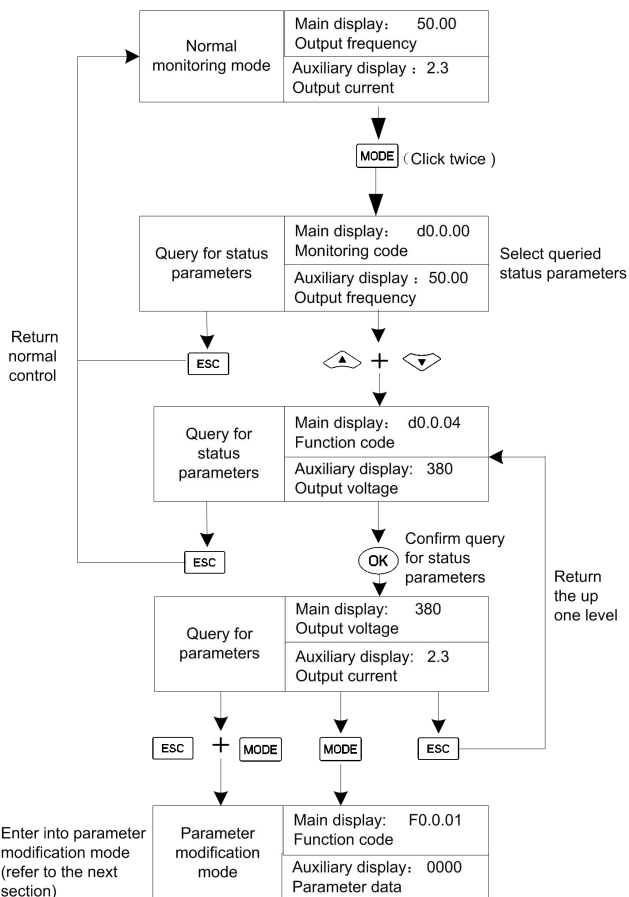 Normal
monitoring mode
Main display: 50.00
Output frequency
Auxiliary display : 2.3
Output current
MODE (Click twice )
Query for status
parameters
Main display: d0.0.00
Monitoring code
Auxiliary display : 50.00
Output frequency
Select queried
status parameters
Return
normal
control
ESC
+
Query for
status
parameters
Main display: d0.0.04
Function code
Auxiliary display: 380
Output voltage
ESC
OK
Confirm query
for status
parameters
Return
the up
one level
Query for
parameters
Main display: 380
Output voltage
Auxiliary display: 2.3
Output current
ESC + MODE MODE ESC
Enter into parameter
modification mode
(refer to the next
section)
Parameter
modification
mode
Main display: F0.0.01
Function code
Auxiliary display: 0000
Parameter data